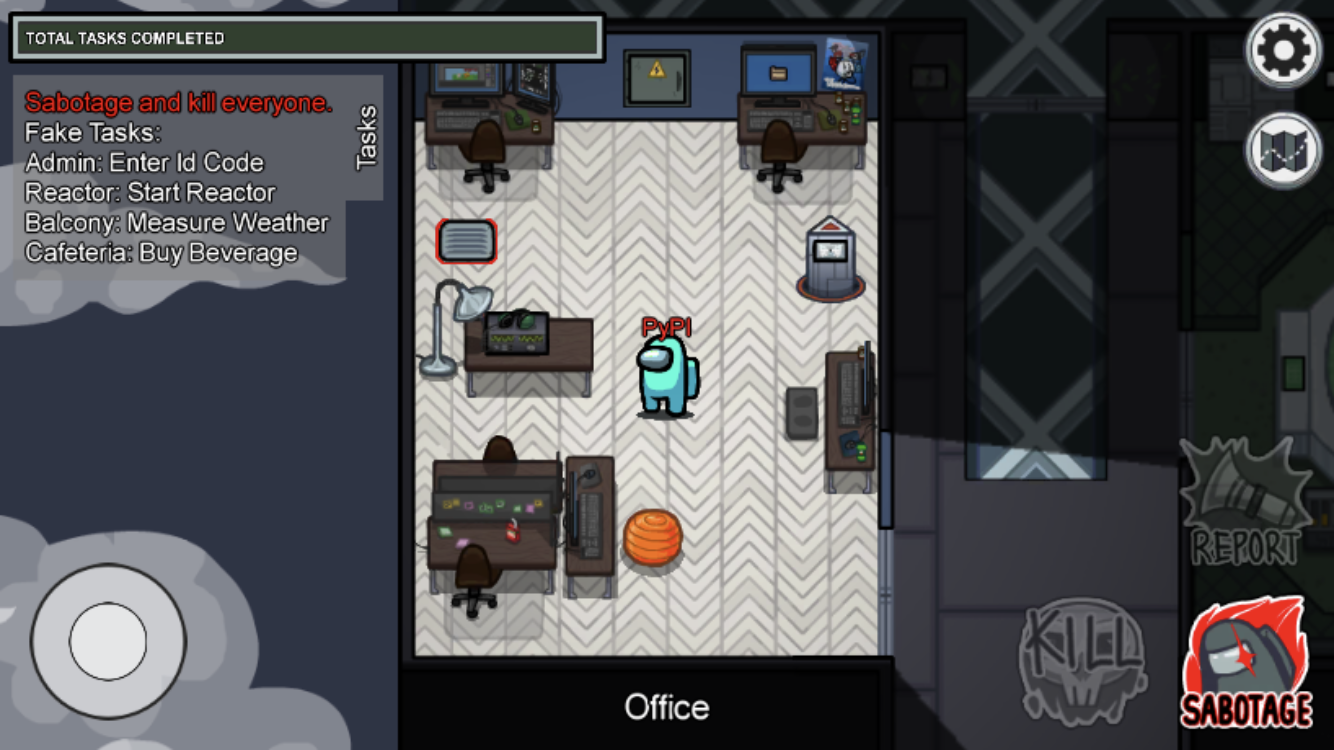 TOTAL TASKS COMPLETED
Sabotage and kill everyone.
Fake Tasks:
Admin: Enter Id Code
Reactor: Start Reactor
Balcony: Measure Weather
Cafeteria: Buy Beverage
Tasks
PyPI
REPORT
KILL
SABOTAGE
Office